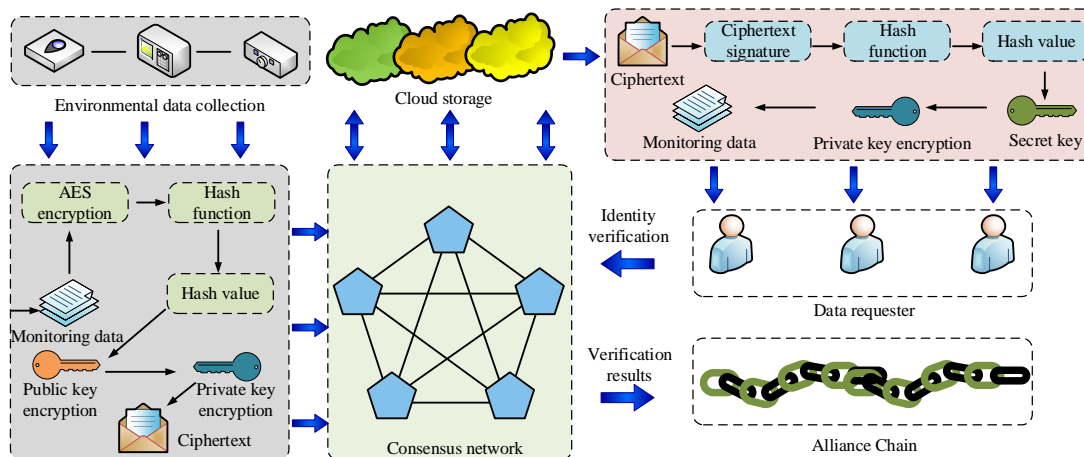 Environmental data collection
Cloud storage
Ciphertext
Ciphertext
signature
Hash
function
Hash value
Monitoring data
Private key encryption
Secret key
AES
encryption
Hash
function
Hash value
Monitoring data
Public key
encryption
Private key
encryption
Ciphertext
Consensus network
Identity
verification
Data requester
Verification
results
Alliance Chain